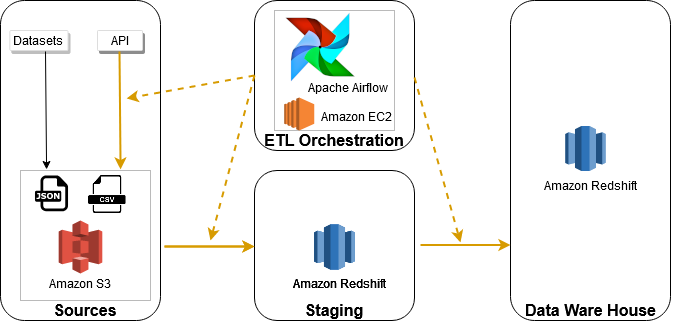 Datasets
API
JSON
CSV
Amazon S3
Sources
Apache Airflow
Amazon EC2
ETL Orchestration
Amazon Redshift
Staging
Amazon Redshift
Data Ware House